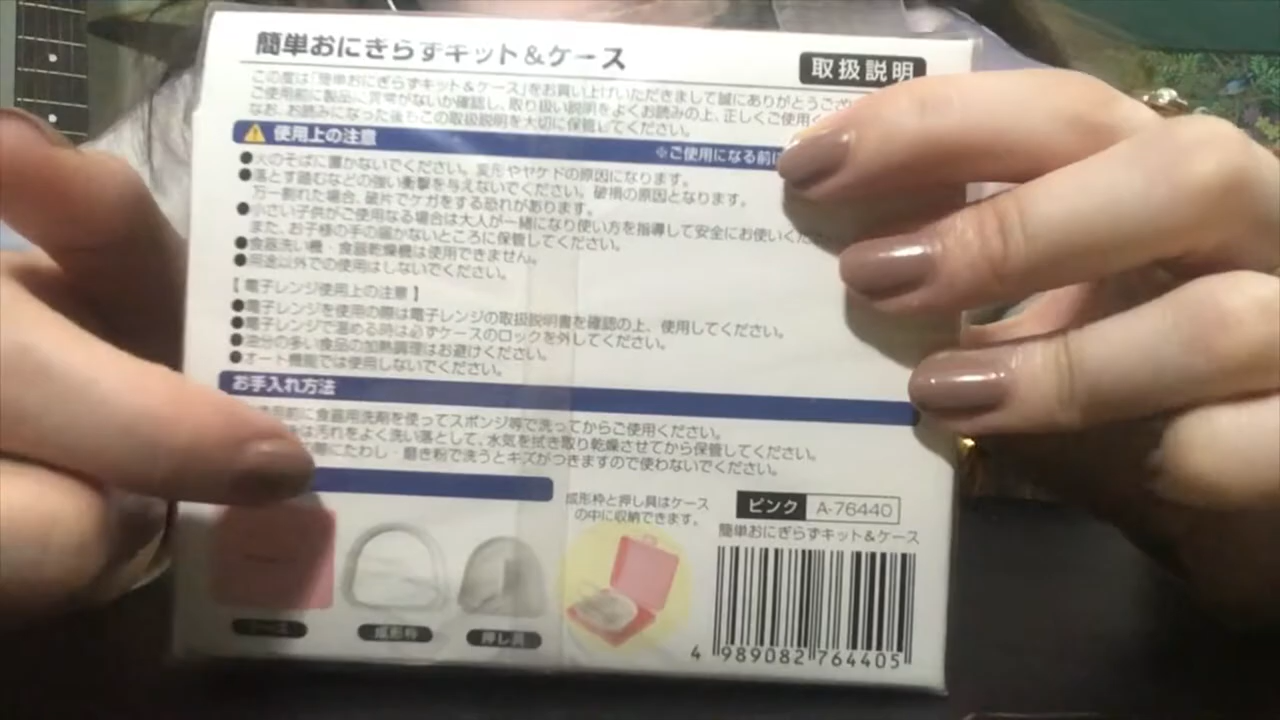 簡単おにぎらずキット&ケース
取扱説明
この度は「簡単おにぎらずキット&ケース」をお買い上げいただきまして誠にありがとうござい
ご使用前に製品に異常がないか確認し、取り扱い説明をよくお読みの上、正しくご使用く
なお、お読みになった後もこの取扱説明を大切に保管してください。
使用上の注意
※ご使用になる前に
●火のそばに置かないでください。変形やヤケドの原因になります。
●落とす踏むなどの強い衝撃を与えないでください。破損の原因となります。
万一割れた場合、破片でケガをする恐れがあります。
●小さい子供がご使用なる場合は大人が一緒になり使い方を指導して安全にお使いくださ
また、お子様の手の届かないところに保管してください。
●食器洗い機・食器乾燥機は使用できません。
●用途以外での使用はしないでください。
【電子レンジ使用上の注意】
●電子レンジを使用の際は電子レンジの取扱説明書を確認の上、使用してください。
●電子レンジで温める時は必ずケースのロックを外してください。
●油分の多い食品の加熱調理はお避けください。
●オート機能では使用しないでください。
お手入れ方法
用前に食器用洗剤を使ってスポンジ等で洗ってからご使用ください。
は汚れをよく洗い落として、水気を拭き取り乾燥させてから保管してください。
等にたわし・磨き粉で洗うとキズがつきますので使わないでください。
成形枠と押し具はケース
の中に収納できます。
ピンク A-76440
簡単おにぎらずキット&ケース
ケース
成形枠
押し具
4 989082 764405